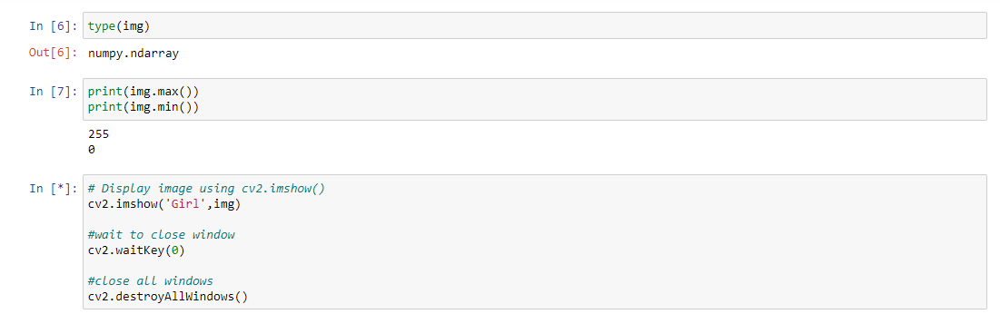 In [6]: type(img)
Out[6]: numpy.ndarray
In [7]: print(img.max())
print(img.min())
255
0
In [*]: # Display image using cv2.imshow()
cv2.imshow('Girl',img)
#wait to close window
cv2.waitKey(0)
#close all windows
cv2.destroyAllWindows()